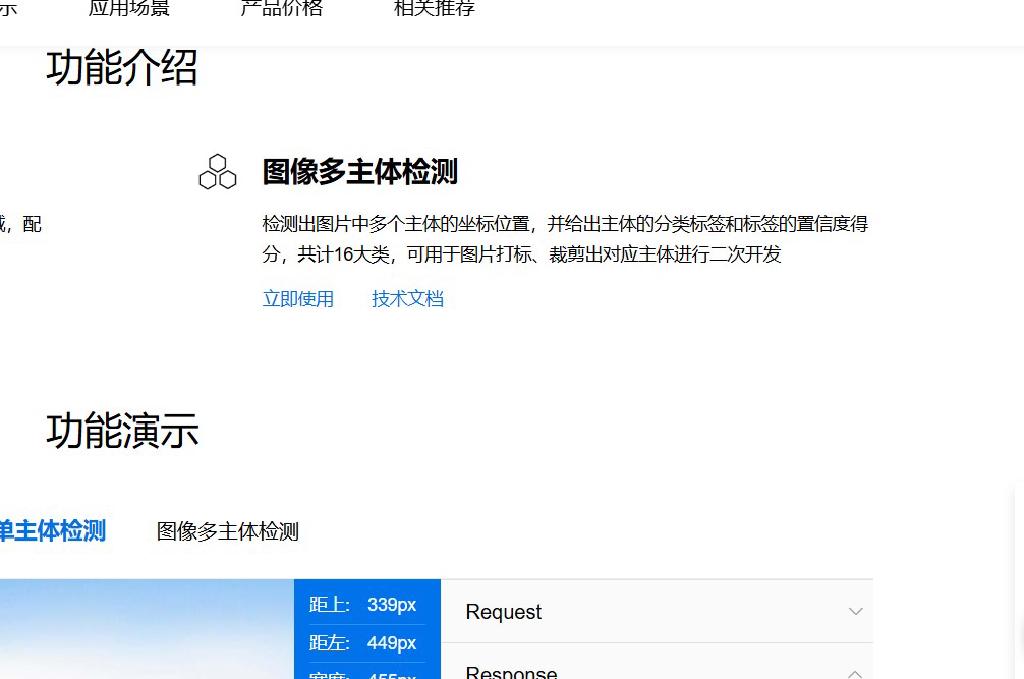 示 应用场景 产品价格 相关推荐
功能介绍
图像多主体检测
，配
检测出图片中多个主体的坐标位置，并给出主体的分类标签和标签的置信度得
分，共计16大类，可用于图片打标、裁剪出对应主体进行二次开发
立即使用 技术文档
功能演示
单主体检测 图像多主体检测
距上: 339px
距左: 449px
宽度: 455px
Request
Response